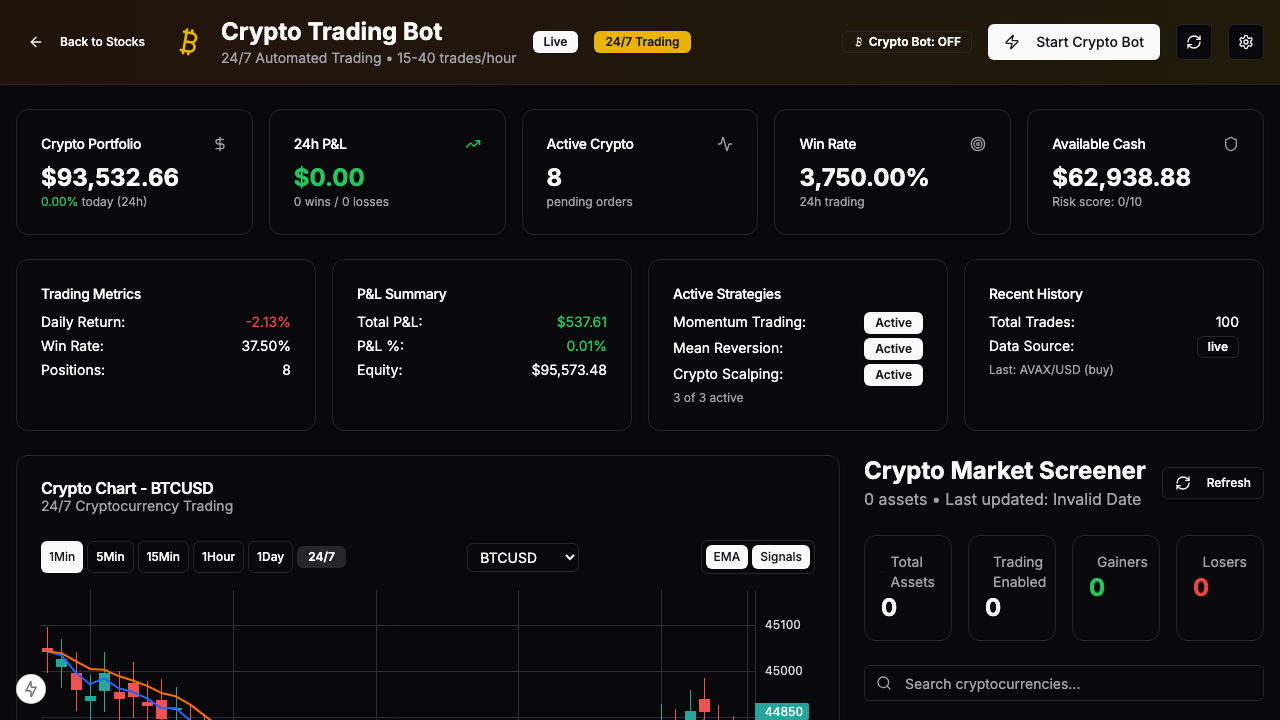 Back to Stocks
Crypto Trading Bot
24/7 Automated Trading • 15-40 trades/hour
Live
24/7 Trading
Crypto Bot: OFF
Start Crypto Bot
Crypto Portfolio
$93,532.66
0.00% today (24h)
24h P&L
$0.00
0 wins / 0 losses
Active Crypto
8
pending orders
Win Rate
3,750.00%
24h trading
Available Cash
$62,938.88
Risk score: 0/10
Trading Metrics
Daily Return: -2.13%
Win Rate: 37.50%
Positions: 8
P&L Summary
Total P&L: $537.61
P&L %: 0.01%
Equity: $95,573.48
Active Strategies
Momentum Trading: Active
Mean Reversion: Active
Crypto Scalping: Active
3 of 3 active
Recent History
Total Trades: 100
Data Source: live
Last: AVAX/USD (buy)
Crypto Chart - BTCUSD
24/7 Cryptocurrency Trading
1Min 5Min 15Min 1Hour 1Day 24/7
BTCUSD
EMA Signals
45100
45000
44850
Crypto Market Screener
0 assets • Last updated: Invalid Date
Refresh
Total
Assets
0
Trading
Enabled
0
Gainers
0
Losers
0
Search cryptocurrencies...